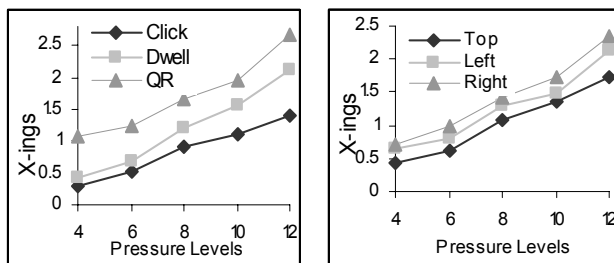 2.5
2
1.5
1
0.5
0
X-ings
Click
Dwell
QR
4 6 8 10 12
Pressure Levels
2.5
2
1.5
1
0.5
0
X-ings
Top
Left
Right
4 6 8 10 12
Pressure Levels